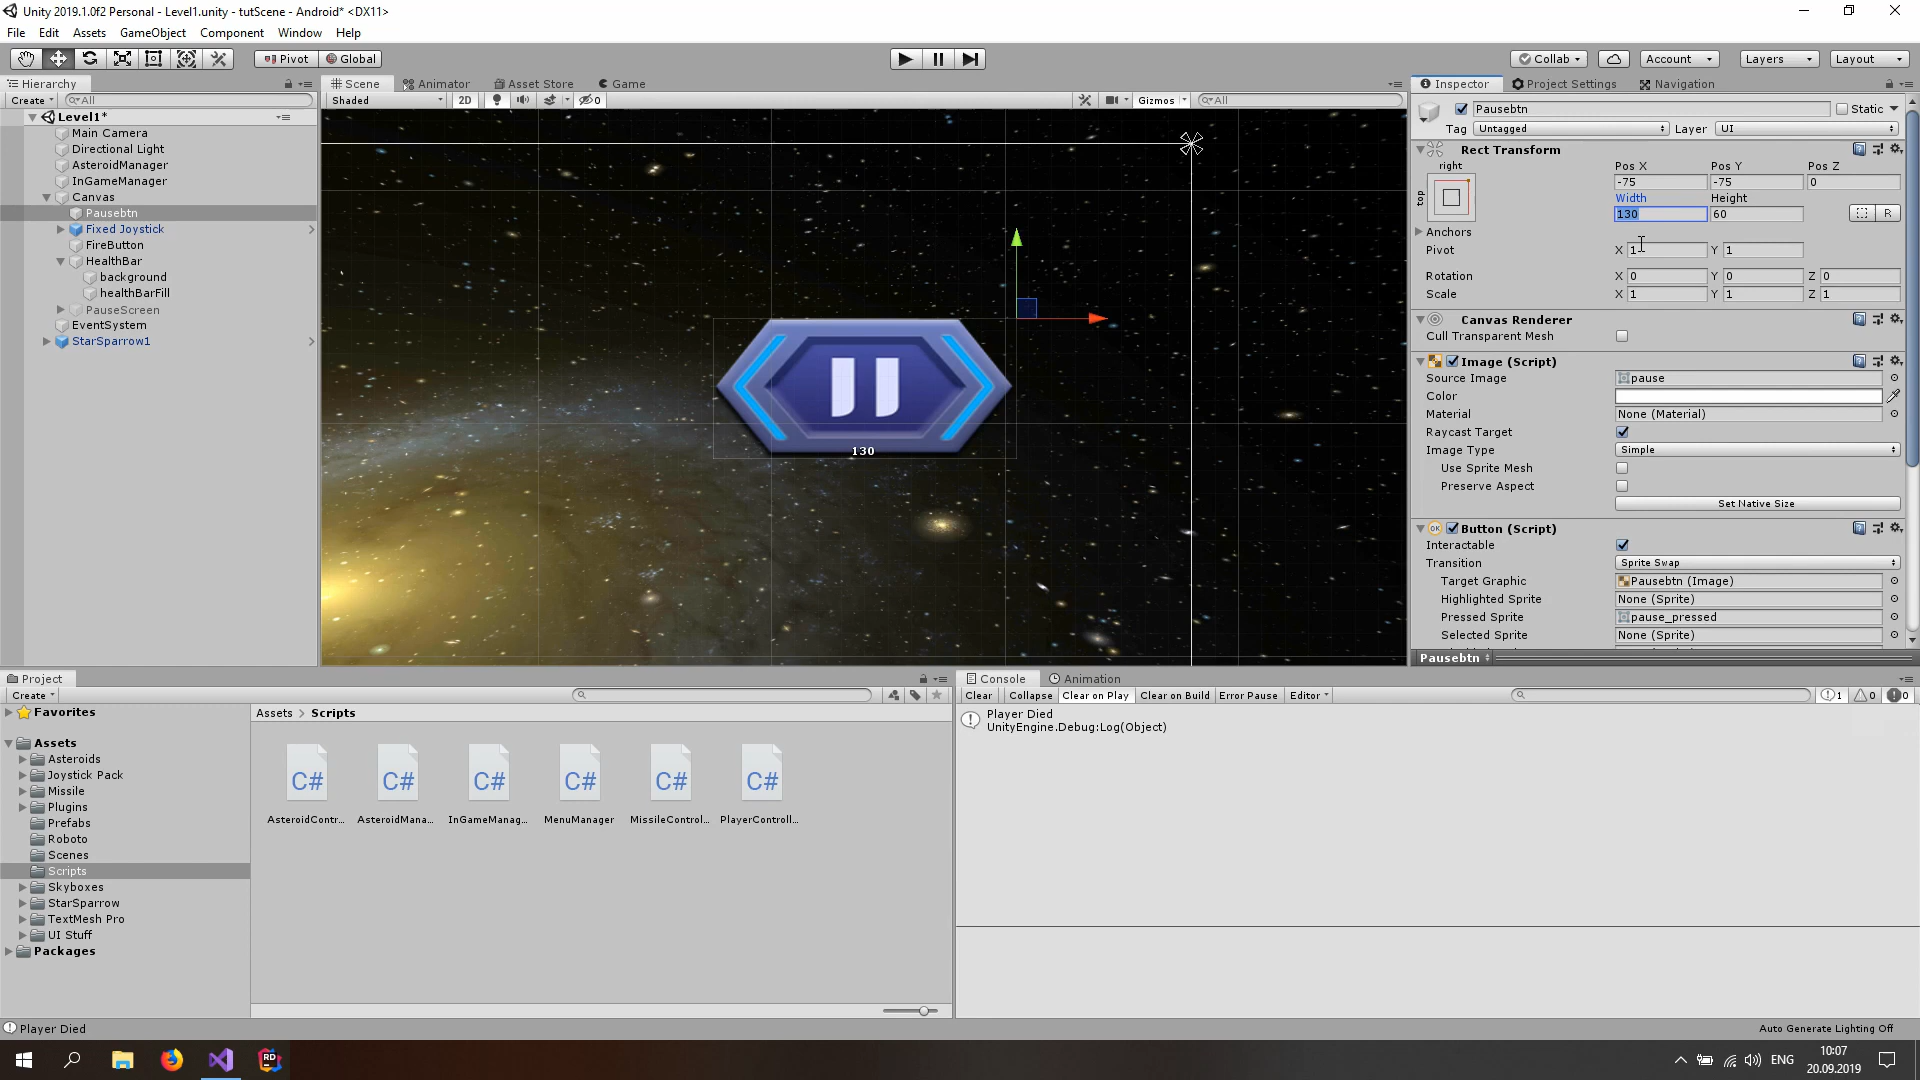 Unity 2019.1.0f2 Personal - Level1.unity - tutScene - Android* <DX11>
File Edit Assets GameObject Component Window Help
Pivot Global Collab Account Layers Layout
Hierarchy Scene Animator Asset Store Game Inspector Project Settings Navigation
Create All Shaded 2D 0 Gizmos All
Level1*
Main Camera
Directional Light
AsteroidManager
InGameManager
Canvas
Pausebtn
Fixed Joystick
FireButton
HealthBar
background
healthBarFill
PauseScreen
EventSystem
StarSparrow1
130
Pausebtn Static
Tag Untagged Layer UI
Rect Transform
right Pos X Pos Y Pos Z
top -75 -75 0
Width Height
130 60 R
Anchors
Pivot X 1 Y 1
Rotation X 0 Y 0 Z 0
Scale X 1 Y 1 Z 1
Canvas Renderer
Cull Transparent Mesh
Image (Script)
Source Image pause
Color
Material None (Material)
Raycast Target
Image Type Simple
Use Sprite Mesh
Preserve Aspect
Set Native Size
OK Button (Script)
Interactable
Transition Sprite Swap
Target Graphic Pausebtn (Image)
Highlighted Sprite None (Sprite)
Pressed Sprite pause_pressed
Selected Sprite None (Sprite)
Pausebtn
Project
Create
Favorites
Assets
Asteroids
Joystick Pack
Missile
Plugins
Prefabs
Roboto
Scenes
Scripts
Skyboxes
StarSparrow
TextMesh Pro
UI Stuff
Packages
Assets > Scripts
C# C# C# C# C# C#
AsteroidContr... AsteroidMana... InGameManag... MenuManager MissileControl... PlayerControll...
Console Animation
Clear Collapse Clear on Play Clear on Build Error Pause Editor 1 0 0
Player Died
UnityEngine.Debug:Log(Object)
Player Died Auto Generate Lighting Off
RD ENG 10:07
20.09.2019